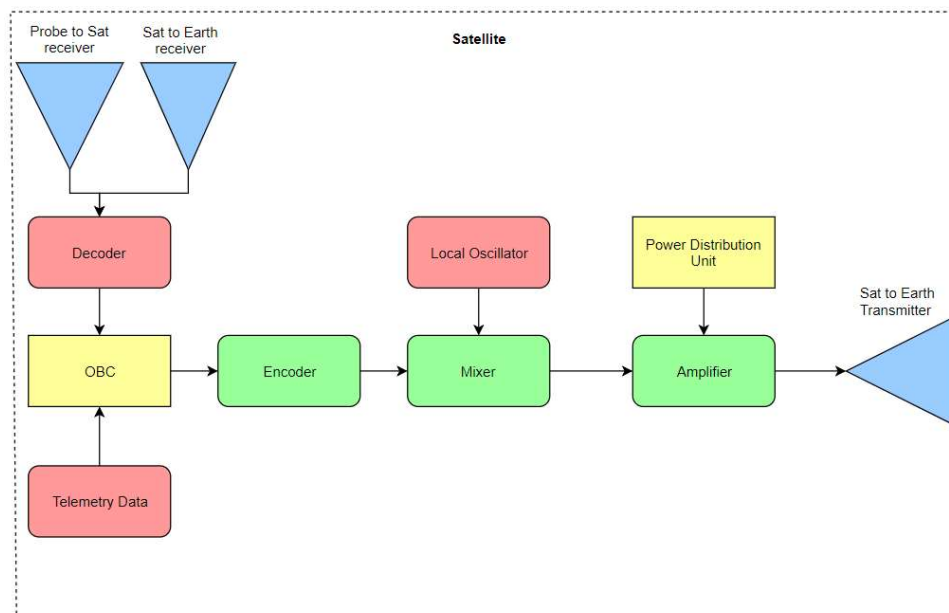 Satellite
Probe to Sat
receiver
Sat to Earth
receiver
Decoder
Local Oscillator
Power Distribution
Unit
Sat to Earth
Transmitter
OBC
Encoder
Mixer
Amplifier
Telemetry Data